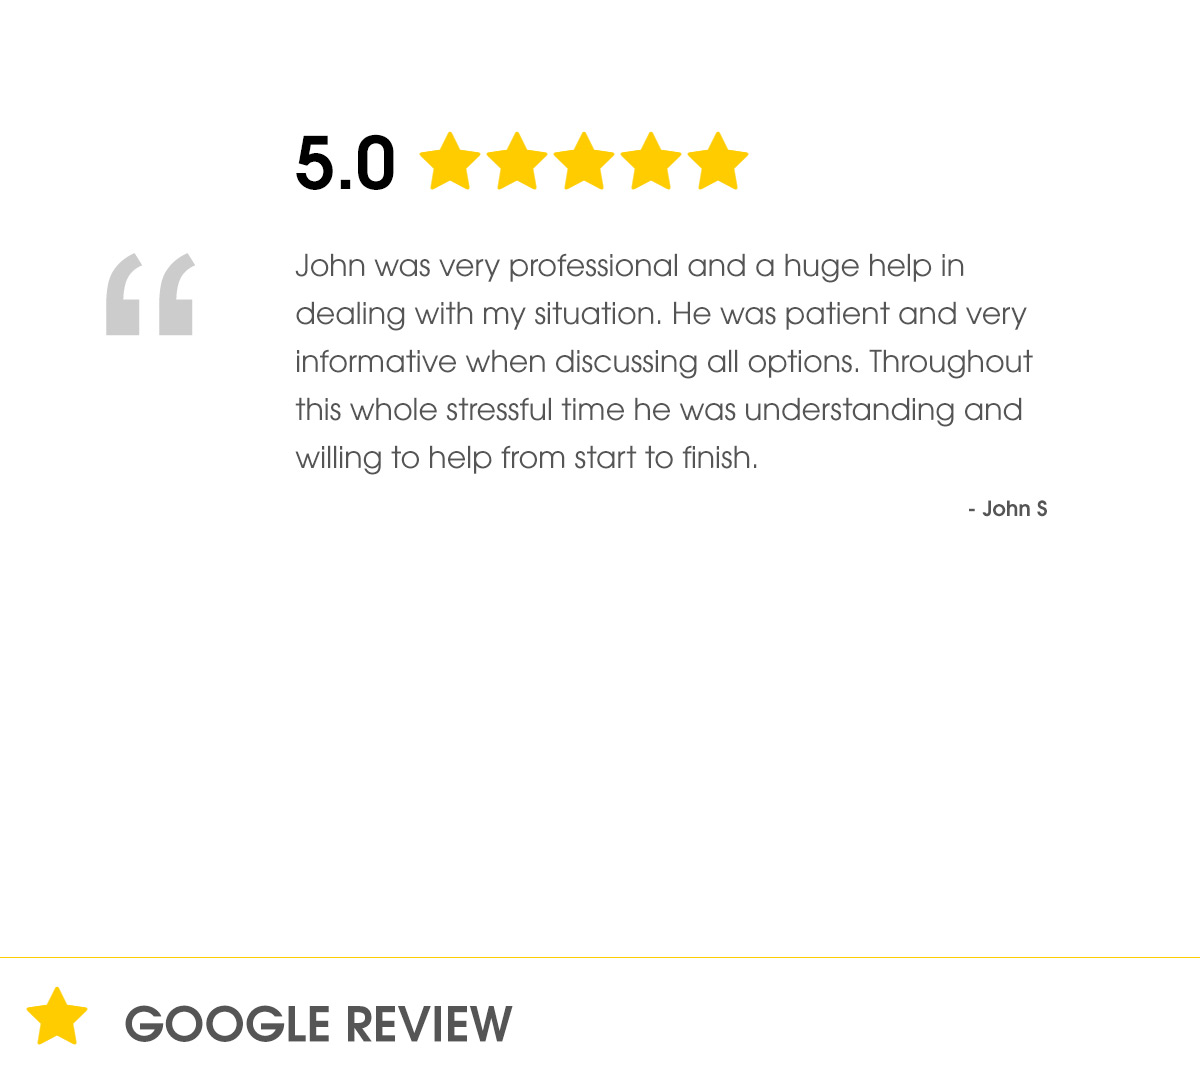 5.0
“
John was very professional and a huge help in
dealing with my situation. He was patient and very
informative when discussing all options. Throughout
this whole stressful time he was understanding and
willing to help from start to finish.
- John S
GOOGLE REVIEW